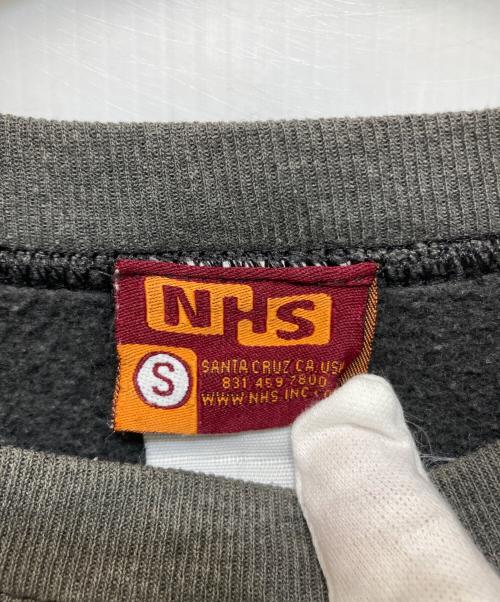 NHS
S
SANTA CRUZ CA. USA
831 459 7800
WWW.NHS.INC.CO